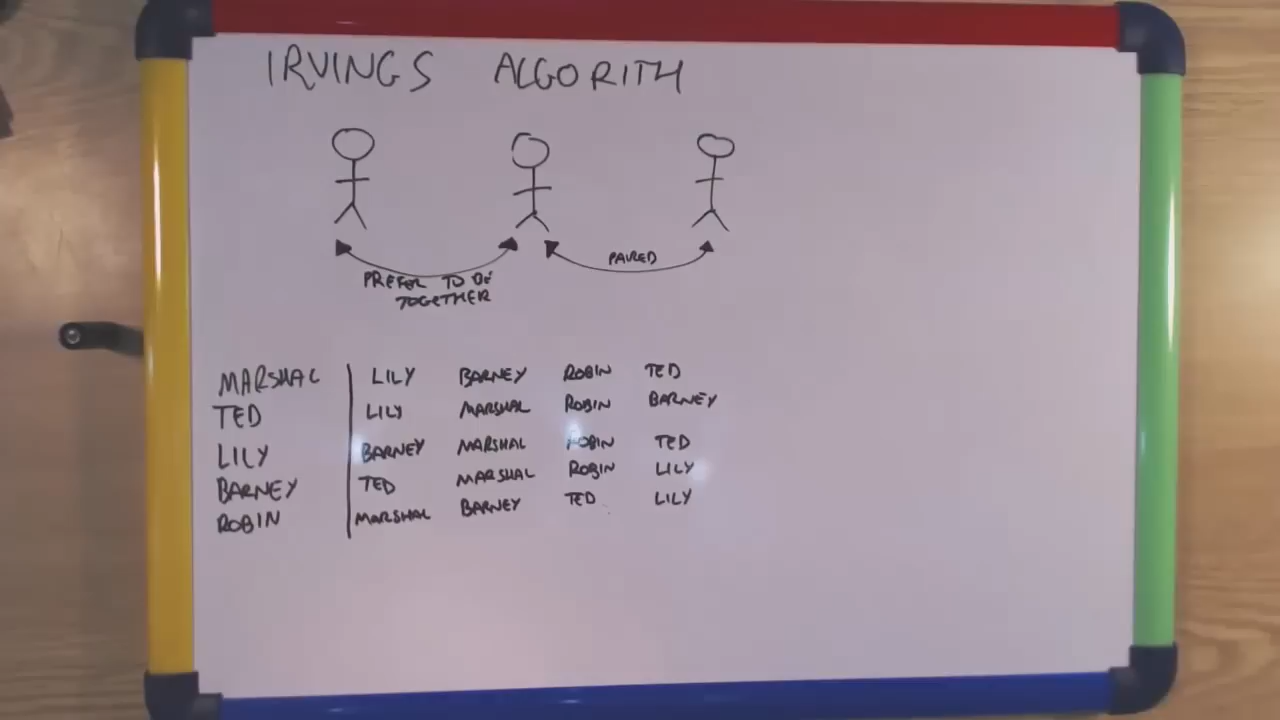 IRVINGS ALGORITH
PREFER TO BE
TOGETHER
PAIRED
MARSHAL LILY BARNEY ROBIN TED
TED LILY MARSHAL ROBIN BARNEY
LILY BARNEY MARSHAL ROBIN TED
BARNEY TED MARSHAL ROBIN LILY
ROBIN MARSHAL BARNEY TED LILY